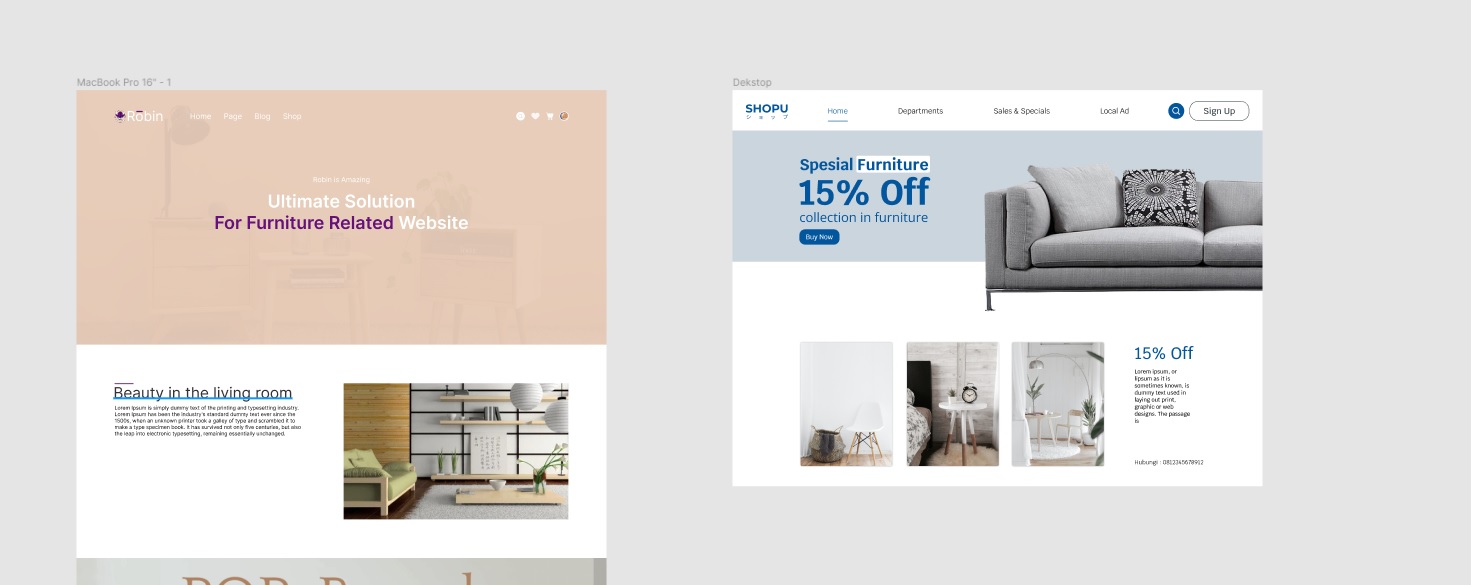 MacBook Pro 16" - 1
Robin
Home Page Blog Shop
Robin is Amazing
Ultimate Solution
For Furniture Related Website
Beauty in the living room
Lorem Ipsum is simply dummy text of the printing and typesetting industry.
Lorem Ipsum has been the industry's standard dummy text ever since the
1500s, when an unknown printer took a galley of type and scrambled it to
make a type specimen book. It has survived not only five centuries, but also
the leap into electronic typesetting, remaining essentially unchanged.
Dekstop
SHOPU
ショップ
Home Departments Sales & Specials Local Ad Sign Up
Spesial Furniture
15% Off
collection in furniture
Buy Now
15% Off
Lorem ipsum, or
lipsum as it is
sometimes known, is
dummy text used in
laying out print,
graphic or web
designs. The passage
is
Hubungi : 0812345678912